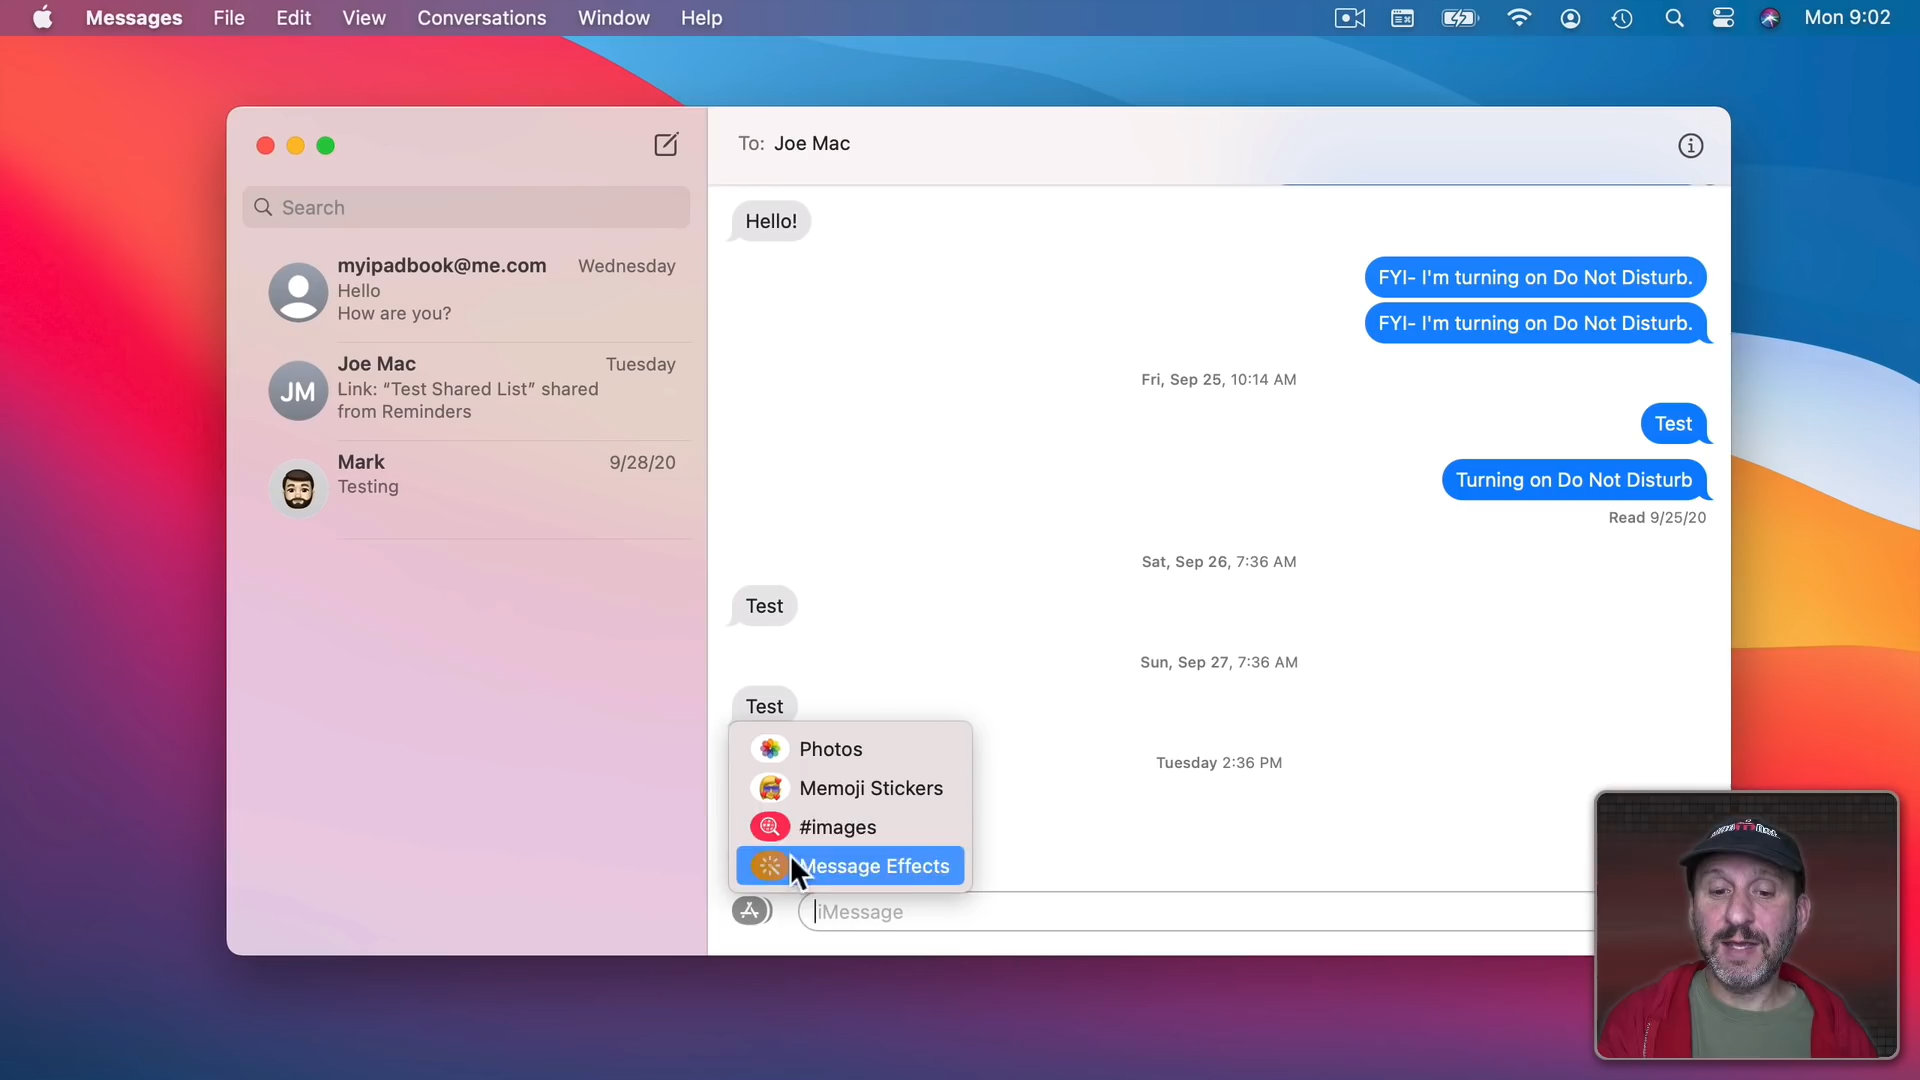 Messages File Edit View Conversations Window Help Mon 9:02
To: Joe Mac
Search
myipadbook@me.com Wednesday
Hello
How are you?
JM
Joe Mac Tuesday
Link: “Test Shared List” shared
from Reminders
Mark 9/28/20
Testing
Hello!
FYI- I'm turning on Do Not Disturb.
FYI- I'm turning on Do Not Disturb.
Fri, Sep 25, 10:14 AM
Test
Turning on Do Not Disturb
Read 9/25/20
Sat, Sep 26, 7:36 AM
Test
Sun, Sep 27, 7:36 AM
Test
Tuesday 2:36 PM
Photos
Memoji Stickers
#images
Message Effects
iMessage